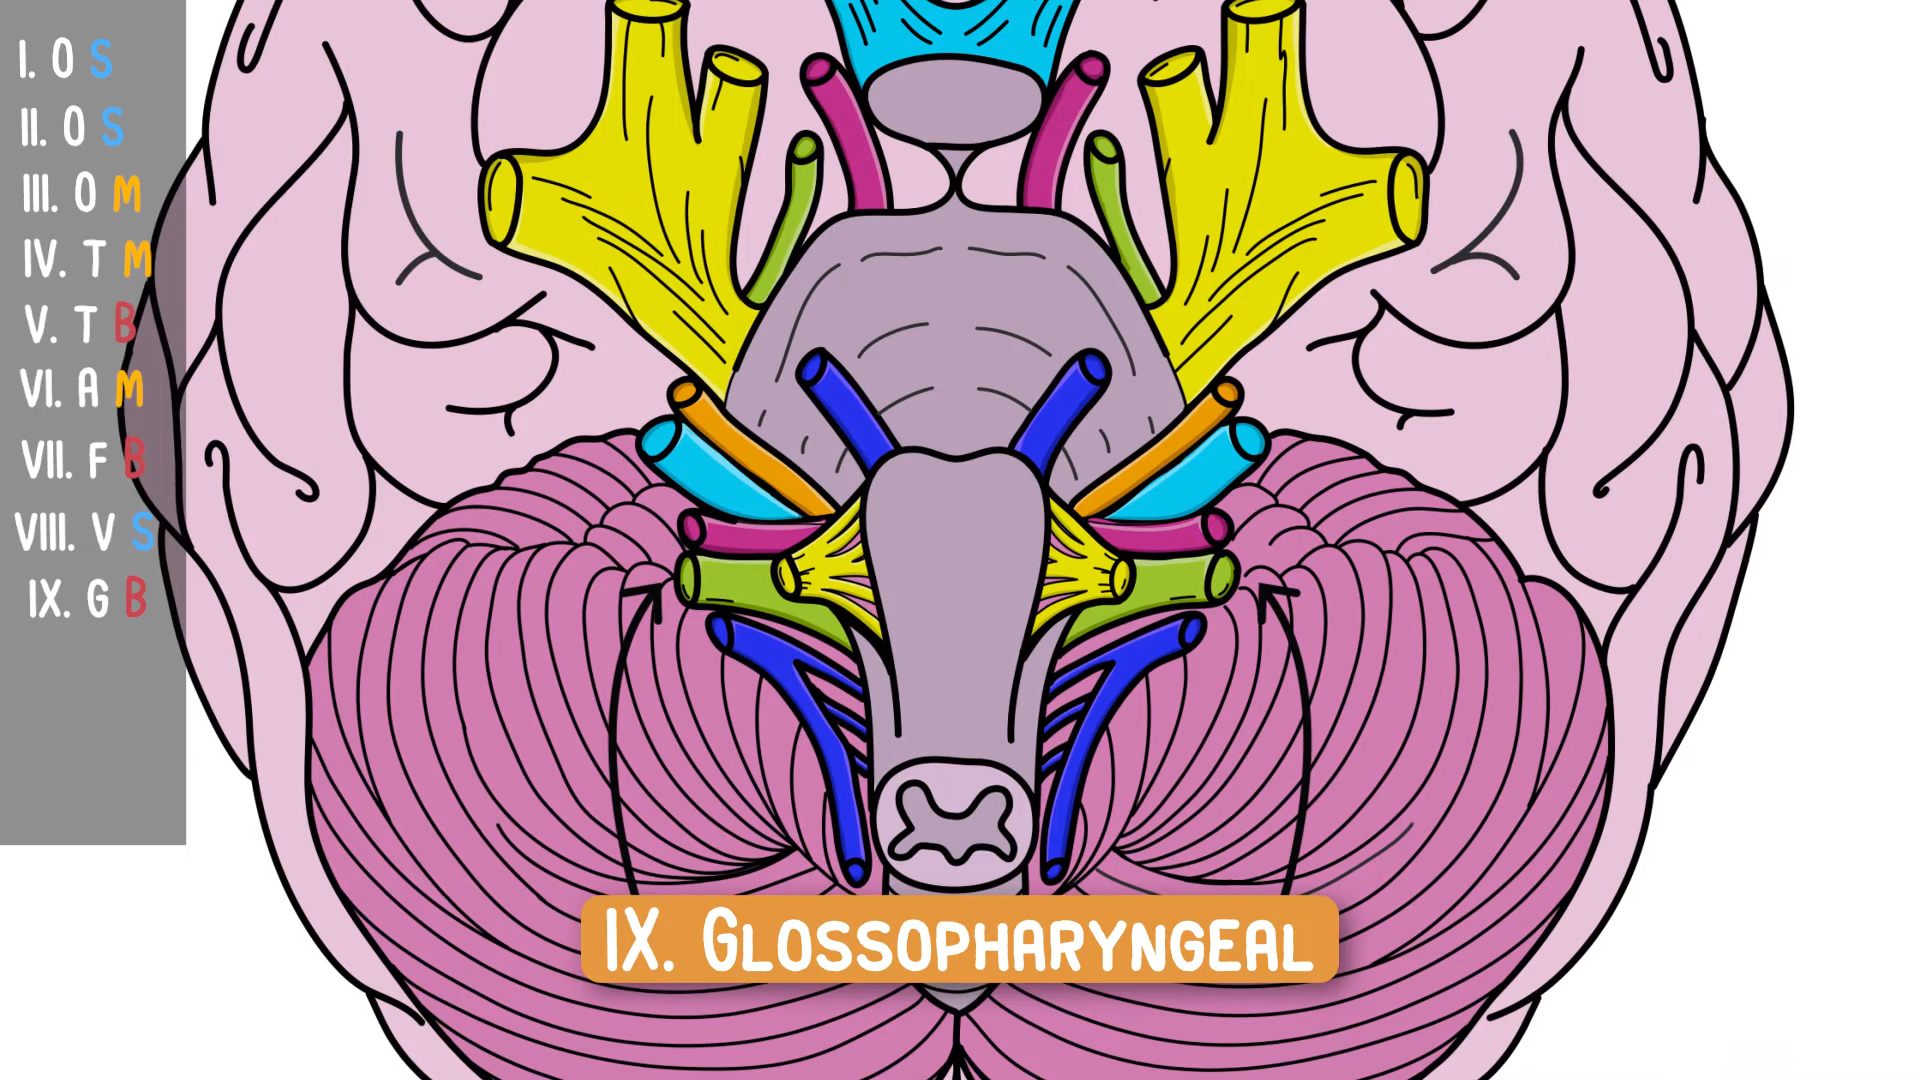 I. O S
II. O S
III. O M
IV. T M
V. T B
VI. A M
VII. F B
VIII. V S
IX. G B
IX. GLOSSOPHARYNGEAL